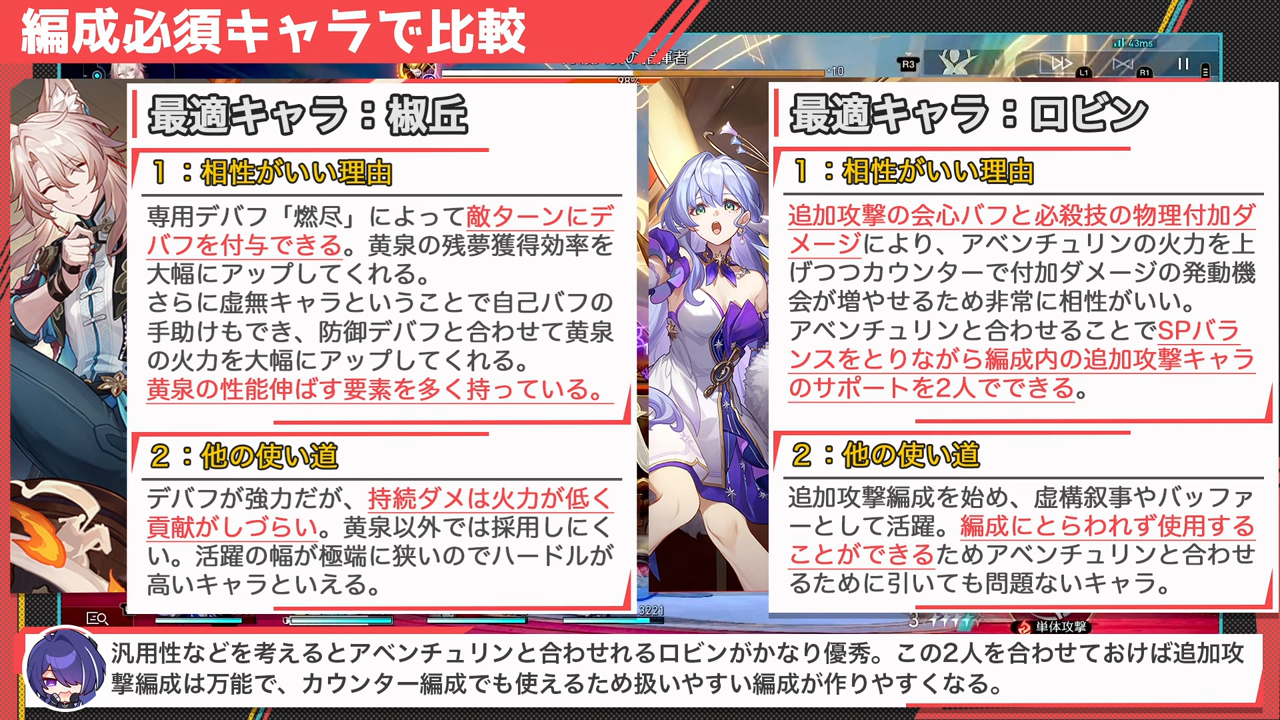 編成必須キャラで比較
の指揮者
98%
×10
R3
43ms
L1
R1
最適キャラ：椒丘
1：相性がいい理由
専用デバフ「燃尽」によって敵ターンにデ
バフを付与できる。黄泉の残夢獲得効率を
大幅にアップしてくれる。
さらに虚無キャラということで自己バフの
手助けもでき、防御デバフと合わせて黄泉
の火力を大幅にアップしてくれる。
黄泉の性能伸ばす要素を多く持っている。
2：他の使い道
デバフが強力だが、持続ダメは火力が低く
貢献がしづらい。黄泉以外では採用しにく
い。活躍の幅が極端に狭いのでハードルが
高いキャラといえる。
最適キャラ：ロビン
1：相性がいい理由
追加攻撃の会心バフと必殺技の物理付加ダ
メージにより、アベンチュリンの火力を上
げつつカウンターで付加ダメージの発動機
会が増やせるため非常に相性がいい。
アベンチュリンと合わせることでSPバラ
ンスをとりながら編成内の追加攻撃キャラ
のサポートを2人でできる。
2：他の使い道
追加攻撃編成を始め、虚構叙事やバッファ
ーとして活躍。編成にとらわれず使用する
ことができるためアベンチュリンと合わせ
るために引いても問題ないキャラ。
3221
3
単体攻撃
汎用性などを考えるとアベンチュリンと合わせれるロビンがかなり優秀。この2人を合わせておけば追加攻
撃編成は万能で、カウンター編成でも使えるため扱いやすい編成が作りやすくなる。